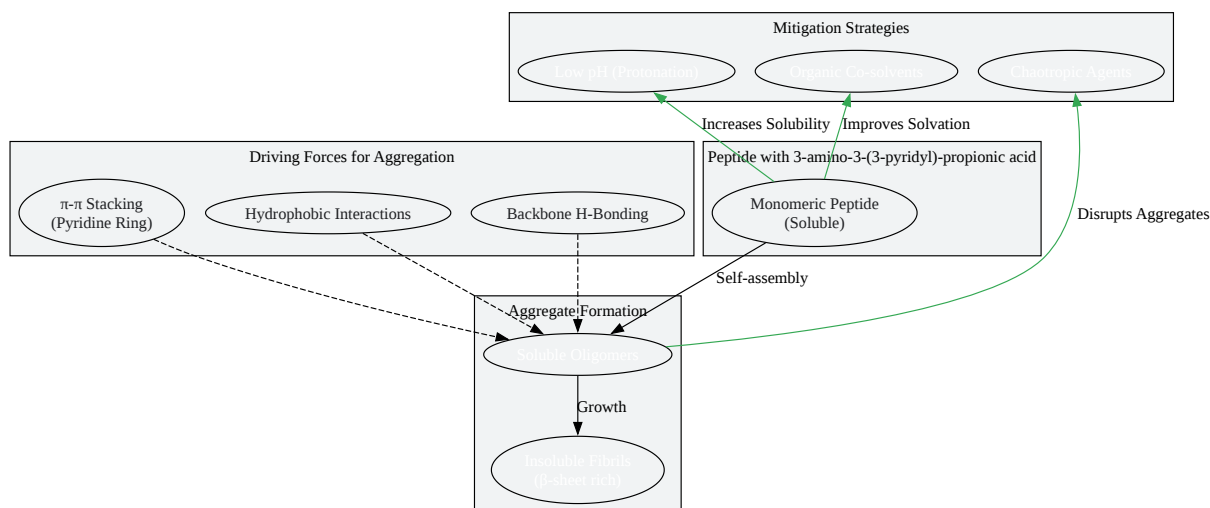 Mitigation Strategies
Low pH (Protonation)
Organic Co-solvents
Chaotropic Agents
Increases Solubility
Improves Solvation
Driving Forces for Aggregation
π-π Stacking
(Pyridine Ring)
Hydrophobic Interactions
Backbone H-Bonding
Peptide with 3-amino-3-(3-pyridyl)-propionic acid
Monomeric Peptide
(Soluble)
Disrupts Aggregates
Self-assembly
Aggregate Formation
Soluble Oligomers
Growth
Insoluble Fibrils
(β-sheet rich)